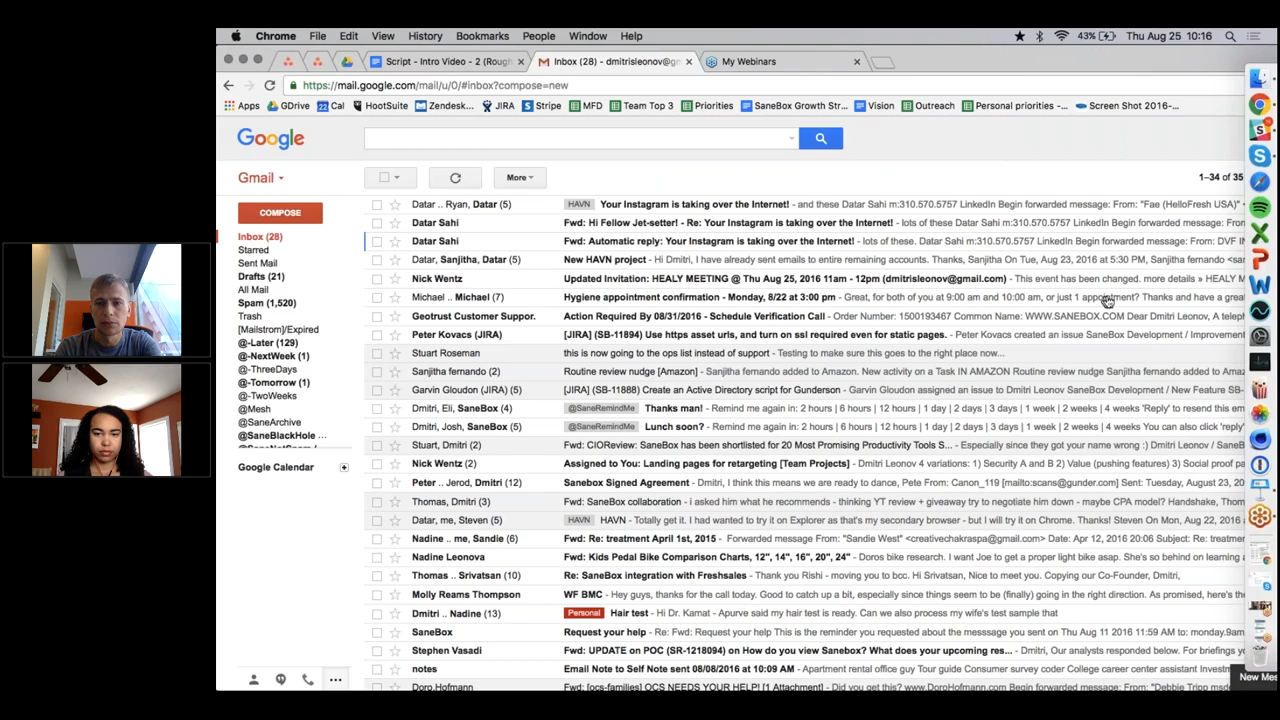 Chrome File Edit View History Bookmarks People Window Help 43% Thu Aug 25 10:16
Script - Intro Video - 2 (Rough Inbox (28) - dmitrisleonov@gm My Webinars
https://mail.google.com/mail/u/0/#inbox?compose=new
Apps GDrive 22 Cal HootSuite Zendesk... JIRA Stripe MFD Team Top 3 Priorities SaneBox Growth Str... Vision Outreach Personal priorities -... Screen Shot 2016-...
Google
Gmail More 1–34 of 35
COMPOSE
Inbox (28)
Starred
Sent Mail
Drafts (21)
All Mail
Spam (1,520)
Trash
[Mailstrom]/Expired
@-Later (129)
@-NextWeek (1)
@-ThreeDays
@-Tomorrow (1)
@-TwoWeeks
@Mesh
@SaneArchive
@SaneBlackHole ...
Google Calendar
Datar .. Ryan, Datar (5) HAVN Your Instagram is taking over the Internet! - and these Datar Sahi m:310.570.5757 LinkedIn Begin forwarded message: From: "Fae (HelloFresh USA)"
Datar Sahi Fwd: Hi Fellow Jet-setter! - Re: Your Instagram is taking over the Internet! - lots of these. Datar Sahi m:310.570.5757 LinkedIn Begin forwarded message:
Datar Sahi Fwd: Automatic reply: Your Instagram is taking over the Internet! - lots of these. Datar Sahi m:310.570.5757 LinkedIn Begin forwarded message: From: DVF
Datar, Sanjitha, Datar (5) New HAVN project - Hi Dmitri, I have already sent emails to entire remaining accounts. Thanks, Sanjitha On Tue, Aug 23, 2016 at 5:30 PM, Datar Sahi
Nick Wentz Updated Invitation: HEALY MEETING @ Thu Aug 25, 2016 11am - 12pm (dmitrisleonov@gmail.com) - This event has been changed. more details » HEALY
Michael .. Michael (7) Hygiene appointment confirmation - Monday, 8/22 at 3:00 pm - Great, for both of you at 9:00 am and 10:00 am, or just 1 appointment? Thanks and have a
Geotrust Customer Suppor. Action Required By 08/31/2016 - Schedule Verification Call - Order Number: 1500193467 Common Name: WWW.SANEBOX.COM Dear Dmitri Leonov, A
Peter Kovacs (JIRA) [JIRA] (SB-11894) Use https asset urls, and turn on ssl required even for static pages. - Peter Kovacs created an issue SaneBox Development /
Stuart Roseman this is now going to the ops list instead of support - Testing to make sure this goes to the right place now...
Sanjitha fernando (2) Routine review nudge [Amazon] - Sanjitha fernando added to Amazon. New activity on a Task IN AMAZON Routine review nudge Sanjitha fernando added to
Garvin Gloudon (JIRA) (5) [JIRA] (SB-11888) Create an Active Directory script for Gunderson - Garvin Gloudon assigned an issue to Dmitri Leonov SaneBox Development / New Feature
Dmitri, Eli, SaneBox (4) @SaneRemindMe Thanks man! - Remind me again in: 2 hours | 6 hours | 12 hours | 1 day | 2 days | 3 days | 1 week | 2 weeks | 4 weeks 'Reply' to resend this
Dmitri, Josh, SaneBox (5) @SaneRemindMe Lunch soon? - Remind me again in: 2 hours | 6 hours | 12 hours | 1 day | 2 days | 3 days | 1 week | 2 weeks | 4 weeks You can also click 'reply'
Stuart, Dmitri (2) Fwd: CIOReview: SaneBox has been shortlisted for 20 Most Promising Productivity Tools S... - Especially since they got your name wrong :) Dmitri Leonov /
Nick Wentz (2) Assigned to You: Landing pages for retargeting [Team Projects] - Dmitri Leonov 4 variations: 1) Security A and B 2) Value (pushing features) 3) Social proof
Peter .. Jerod, Dmitri (12) Sanebox Signed Agreement - Dmitri, I think this means we are ready to dance, Pete From: Canon_119 [mailto:scans@gunder.com] Sent: Tuesday, August 23,
Thomas, Dmitri (3) Fwd: SaneBox collaboration - i asked him what he recommends - thinking YT review + giveaway try to negotiate him down - maybe CPA model? Handshake,
Datar, me, Steven (5) HAVN HAVN - Totally get it. I had wanted to try it on Explorer as that's my secondary browser - but I will try it on Chrome. Thanks! Steven On Mon, Aug 22, 2016
Nadine .. me, Sandie (6) Fwd: Re: treatment April 1st, 2015 - Forwarded message From: "Sandie West" <creativechakraspa@gmail.com> Date: Apr 12, 2016 20:06 Subject: Re:
Nadine Leonova Fwd: Kids Pedal Bike Comparison Charts, 12", 14", 16", 20", 24" - Doros bike research. I want Joe to get a proper light bike asap. She's so behind on learning
Thomas .. Srivatsan (10) Re: SaneBox integration with Freshsales - Thank you Rishi - moving you to bcc. Hi Srivatsan, Nice to meet you. Copying our Co-Founder, Dmitri,
Molly Reams Thompson WF BMC - Hey guys, thanks for the call today. Good to catch up a bit, especially since things seem to be (finally) going in the right direction. As promised, here's
Dmitri .. Nadine (13) Personal Hair test - Hi Dr. Kamat - Apurve said my hair test is ready. Can we also process my wife's test sample that
SaneBox Request your help - Re: Fwd: Request your help This is the reminder you requested about the messsage you sent on Thu Aug 11 2016 11:59 AM to:
Stephen Vasadi Fwd: UPDATE on POC (SR-1218094) on How do you view Sanebox? What does your upcoming res... - Dmitri, Our analysts responded below. For
notes Email Note to Self Note sent 08/08/2016 at 10:09 AM - Apartment rental office guy Tour guide Consumer survey coder College career center assistant
Doro.Hofmann Fwd: [ocs-families] OCS NEEDS YOUR HELP! [1 Attachment] - Did you get this? www.DoroHofmann.com Begin forwarded message: From: "Debbie Tripp
New Mes